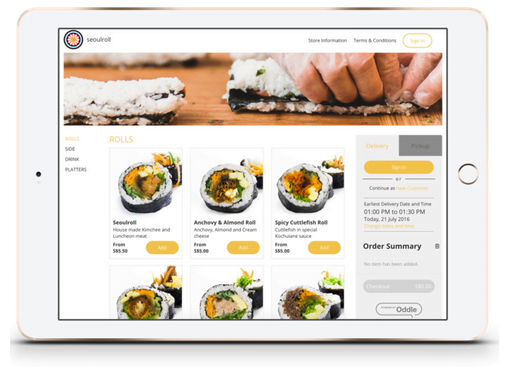 seoulroll
Store Information
Terms & Conditions
Sign In
ROLLS
SIDE
DRINK
PLATTERS
ROLLS
Seoulroll
House made Kimchee and
Luncheon meat
From
S$5.50
Add
Anchovy & Almond Roll
Anchovy, Almond and Cream
cheese
From
S$5.00
Add
Spicy Cuttlefish Roll
Cuttlefish in special
Kochuvane sauce
From
S$5.00
Add
Delivery
Pickup
Sign In
or
Continue as New Customer
Earliest Delivery Date and Time
01:00 PM to 01:30 PM
Today, 21 July 2016
Change date and time
Order Summary
No item has been added
Checkout
S$0.00
Oddle